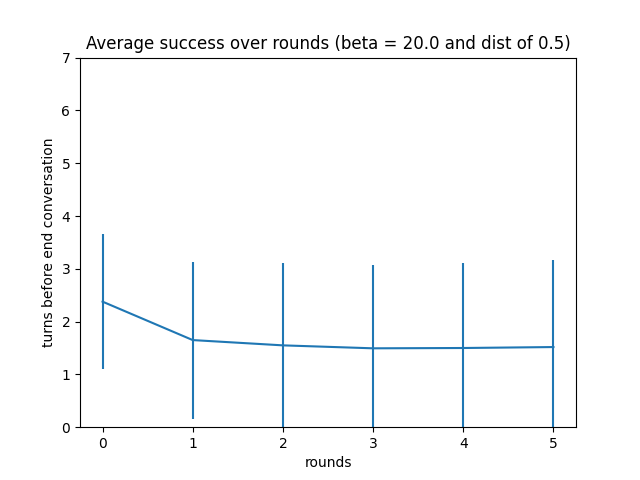 Average success over rounds (beta = 20.0 and dist of 0.5)
7
6
5
4
3
2
1
0
turns before end conversation
0 1 2 3 4 5
rounds